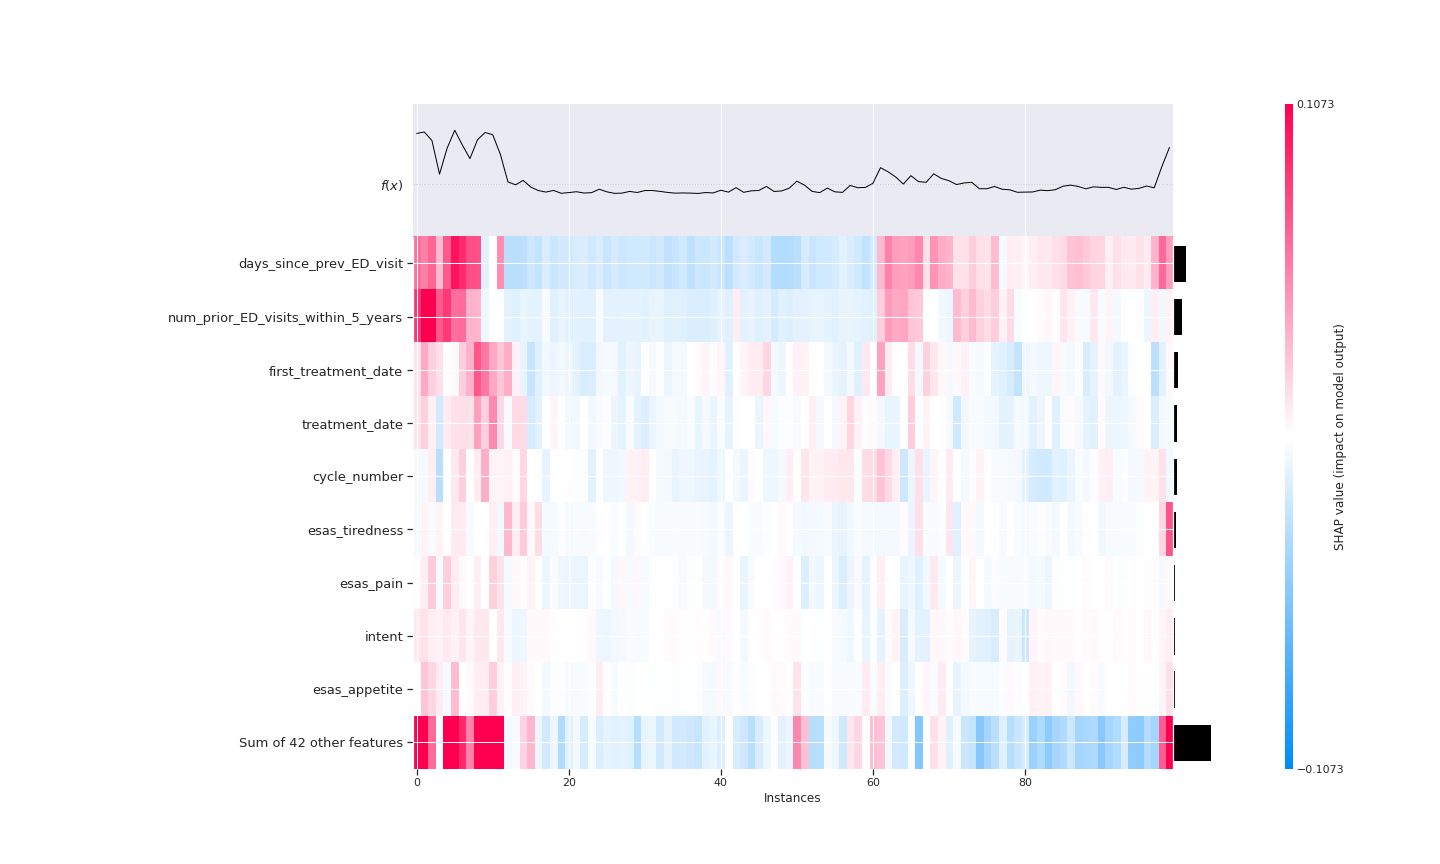 0.1073
f(x)
days_since_prev_ED_visit
num_prior_ED_visits_within_5_years
first_treatment_date
treatment_date
cycle_number
esas_tiredness
esas_pain
intent
esas_appetite
Sum of 42 other features
0 20 40 60 80
Instances
−0.1073
SHAP value (impact on model output)